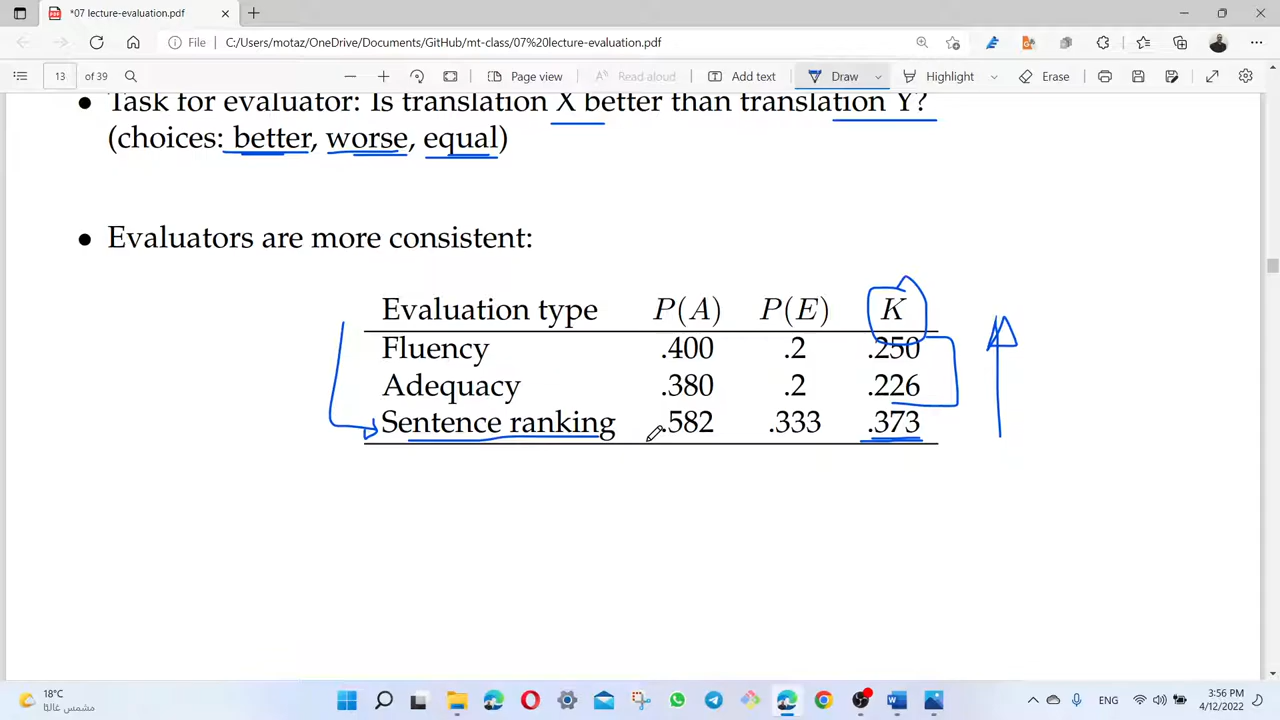 *07 lecture-evaluation.pdf
File C:/Users/motaz/OneDrive/Documents/GitHub/mt-class/07%20lecture-evaluation.pdf
13 of 39 Page view Read aloud Add text Draw Highlight Erase
• Task for evaluator: Is translation X better than translation Y?
(choices: better, worse, equal)
• Evaluators are more consistent:
Evaluation type P(A) P(E) K
Fluency .400 .2 .250
Adequacy .380 .2 .226
Sentence ranking .582 .333 .373
18°C
مشمس غالبًا
ENG
3:56 PM
4/12/2022